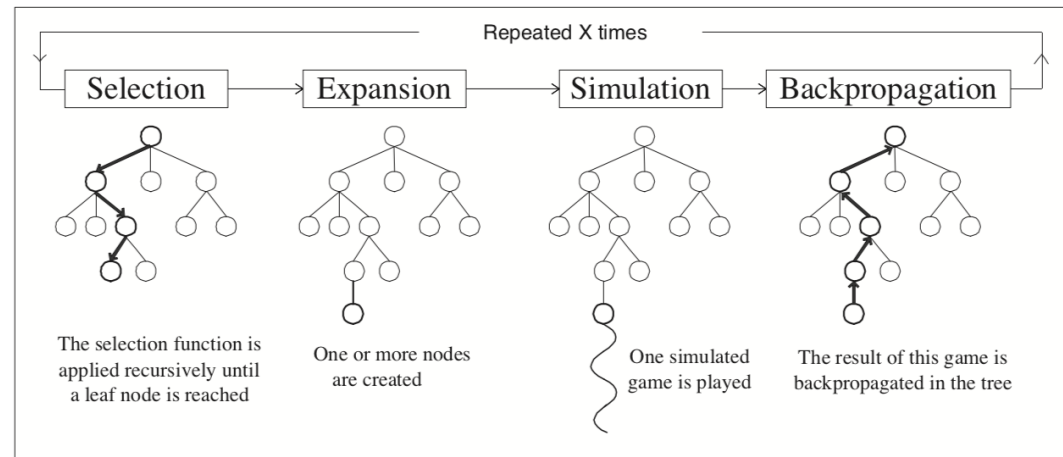 Repeated X times
Selection
Expansion
Simulation
Backpropagation
The selection function is
applied recursively until
a leaf node is reached
One or more nodes
are created
One simulated
game is played
The result of this game is
backpropagated in the tree